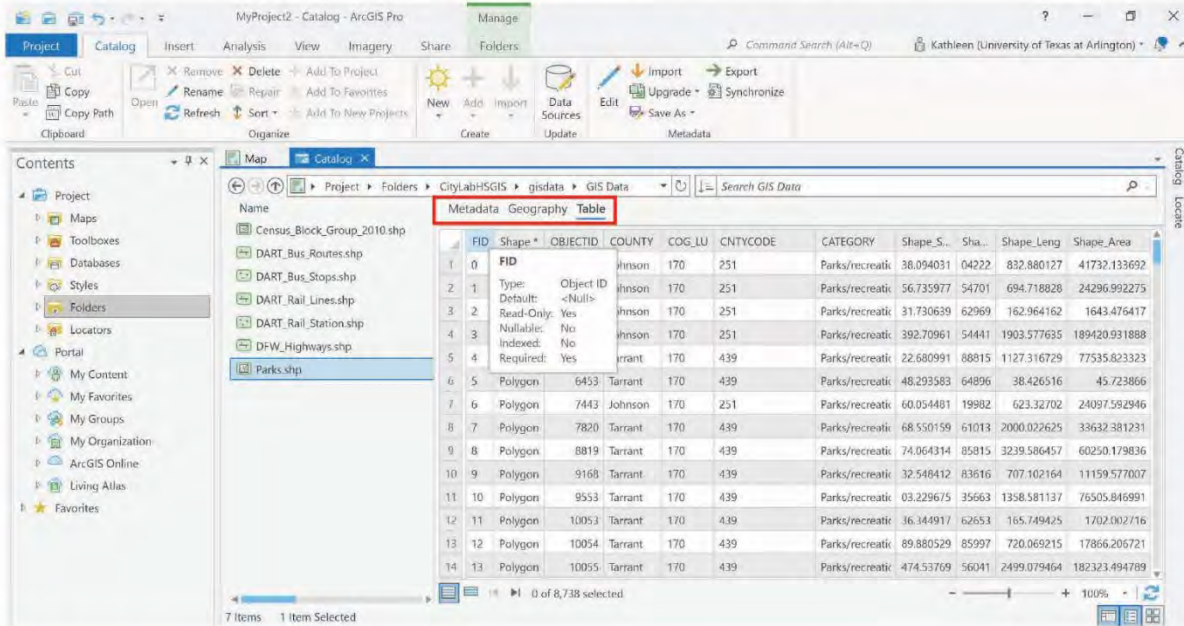 MyProject2 - Catalog - ArcGIS Pro
Manage
?
Project Catalog Insert Analysis View Imagery Share Folders
Command Search (Alt+Q)
Kathleen (University of Texas at Arlington)
Paste
Cut
Copy
Copy Path
Clipboard
Open
Remove Delete Add To Project
Rename Repair Add To Favorites
Refresh Sort Add To New Projects
Organize
New Add Import
Create
Data Sources
Update
Edit
Import Export
Upgrade Synchronize
Save As
Metadata
Contents
Project
Maps
Toolboxes
Databases
Styles
Folders
Locators
Portal
My Content
My Favorites
My Groups
My Organization
ArcGIS Online
Living Atlas
Favorites
Map Catalog
Project Folders CityLabHSGIS gisdata GIS Data
Search GIS Data
Name
Census_Block_Group_2010.shp
DART_Bus_Routes.shp
DART_Bus_Stops.shp
DART_Rail_Lines.shp
DART_Rail_Station.shp
DFW_Highways.shp
Parks.shp
Metadata Geography Table
FID Shape * OBJECTID COUNTY COG_LU CNTYCODE CATEGORY Shape_S... Sha... Shape_Leng Shape_Area
1 0 ohnson 170 251 Parks/recreatic 38.094031 04222 832.880127 41732.133692
2 1 ohnson 170 251 Parks/recreatic 56.735977 54701 694.718828 24296.992275
3 2 ohnson 170 251 Parks/recreatic 31.730639 62969 162.964162 1643.476417
4 3 ohnson 170 251 Parks/recreatic 392.70961 54441 1903.577635 189420.931888
5 4 arrant 170 439 Parks/recreatic 22.680991 88815 1127.316729 77535.823323
6 5 Polygon 6453 Tarrant 170 439 Parks/recreatic 48.293583 64896 38.426516 45.723866
7 6 Polygon 7443 Johnson 170 251 Parks/recreatic 60.054481 19982 623.32702 24097.592946
8 7 Polygon 7820 Tarrant 170 439 Parks/recreatic 68.550159 61013 2000.022625 33632.381231
9 8 Polygon 8819 Tarrant 170 439 Parks/recreatic 74.064314 85815 3239.586457 60250.179836
10 9 Polygon 9168 Tarrant 170 439 Parks/recreatic 32.548412 83616 707.102164 11159.577007
11 10 Polygon 9553 Tarrant 170 439 Parks/recreatic 03.229675 35663 1358.581137 76505.846991
12 11 Polygon 10053 Tarrant 170 439 Parks/recreatic 36.344917 62653 165.749425 1702.002716
13 12 Polygon 10054 Tarrant 170 439 Parks/recreatic 89.880529 85997 720.069215 17866.206721
14 13 Polygon 10055 Tarrant 170 439 Parks/recreatic 474.53769 56041 2499.079464 182323.494789
FID
Type: Object ID
Default: <Null>
Read-Only: Yes
Nullable: No
Indexed: No
Required: Yes
0 of 8,738 selected
100%
7 Items 1 Item Selected
Catalog
Locate